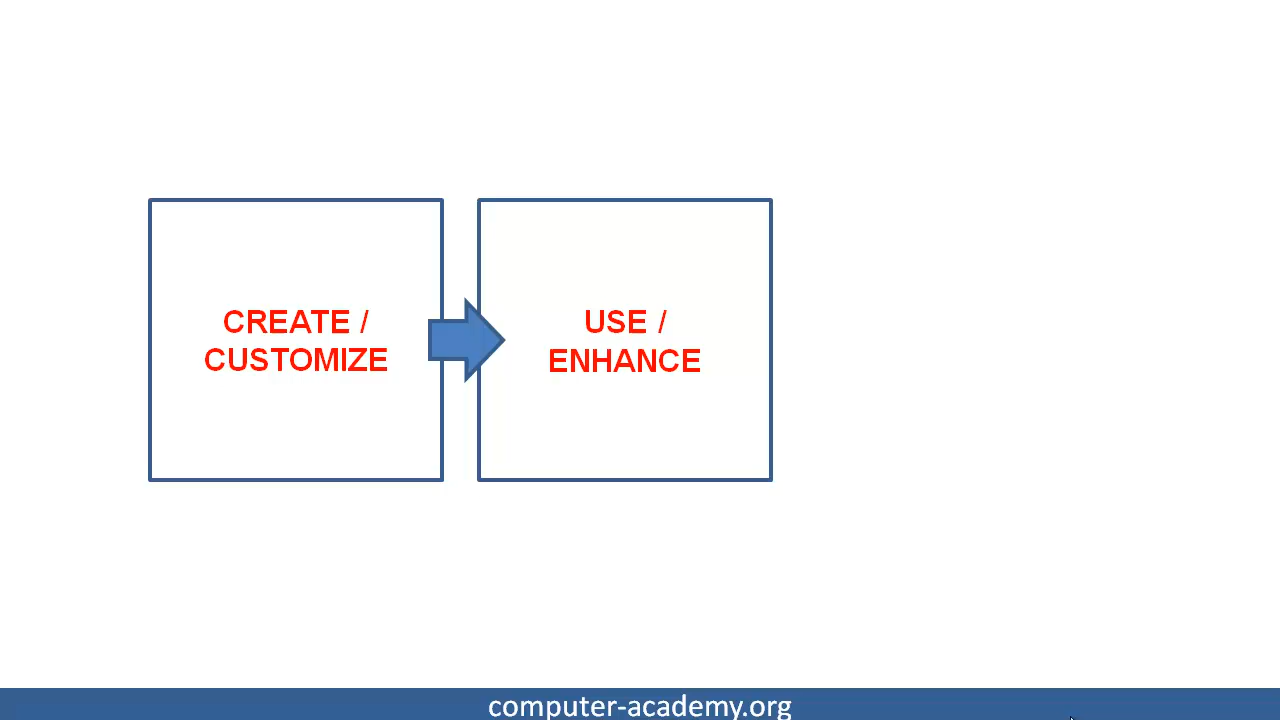 CREATE /
CUSTOMIZE
USE /
ENHANCE
computer-academy.org